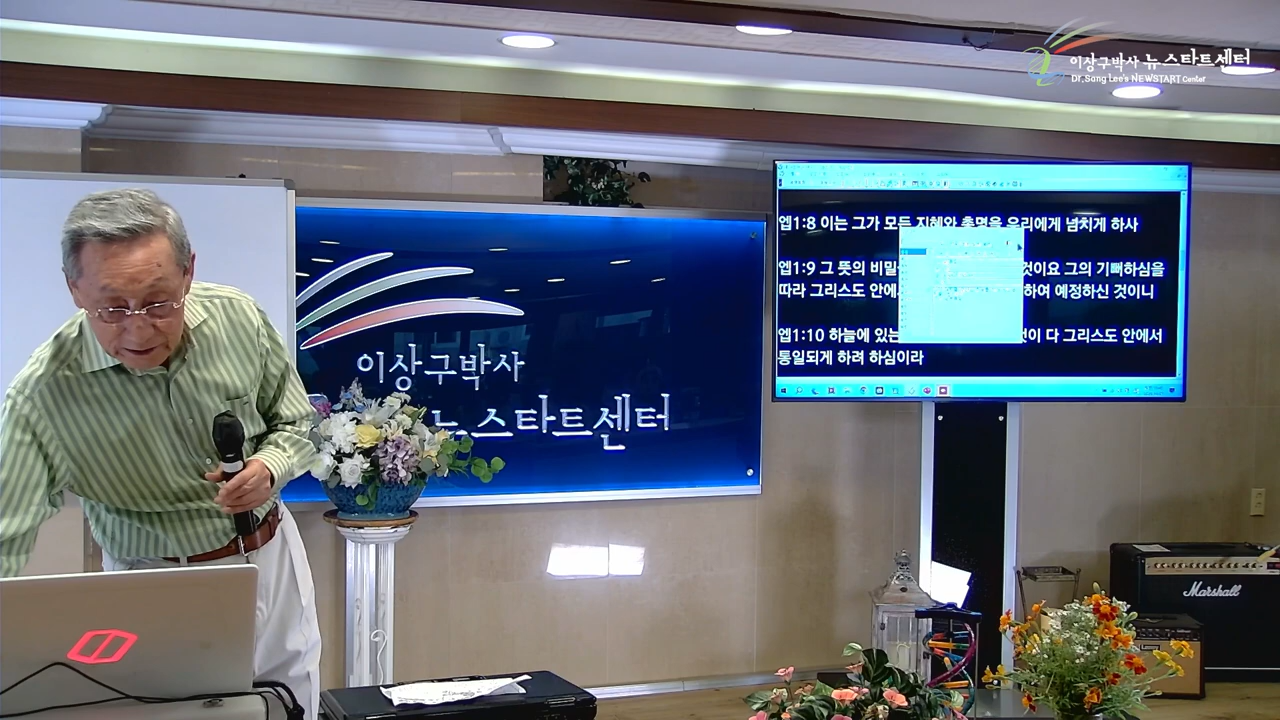 이상구박사 뉴스타트센터
Dr.Sang Lee's NEWSTART Center
엡1:8 이는 그가 모든 지혜와 총명을 우리에게 넘치게 하사
엡1:9 그 뜻의 비밀 것이요 그의 기뻐하심을
따라 그리스도 안에 하여 예정하신 것이니
엡1:10 하늘에 있는 것이 다 그리스도 안에서
통일되게 하려 하심이라
이상구박사
뉴스타트센터
Marshall
Laney